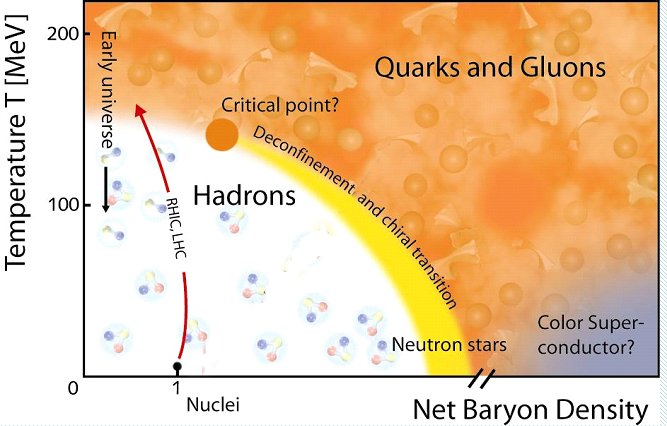 Temperature T [MeV]
200
100
0
Early universe
Quarks and Gluons
Critical point?
Deconfinement and chiral transition
Hadrons
RHIC, LHC
Color Super-
conductor?
Neutron stars
1
Nuclei
Net Baryon Density